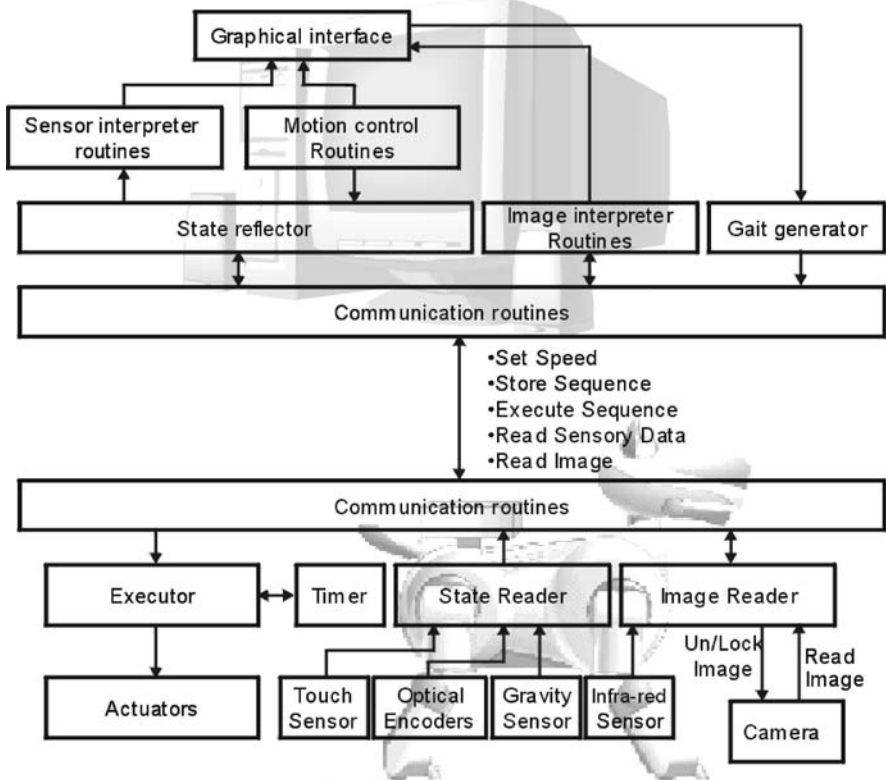 Graphical interface
Sensor interpreter
routines
Motion control
Routines
State reflector
Image interpreter
Routines
Gait generator
Communication routines
•Set Speed
•Store Sequence
•Execute Sequence
•Read Sensory Data
•Read Image
Communication routines
Executor
Timer
State Reader
Image Reader
Un/Lock
Image
Read
Image
Actuators
Touch
Sensor
Optical
Encoders
Gravity
Sensor
Infra-red
Sensor
Camera